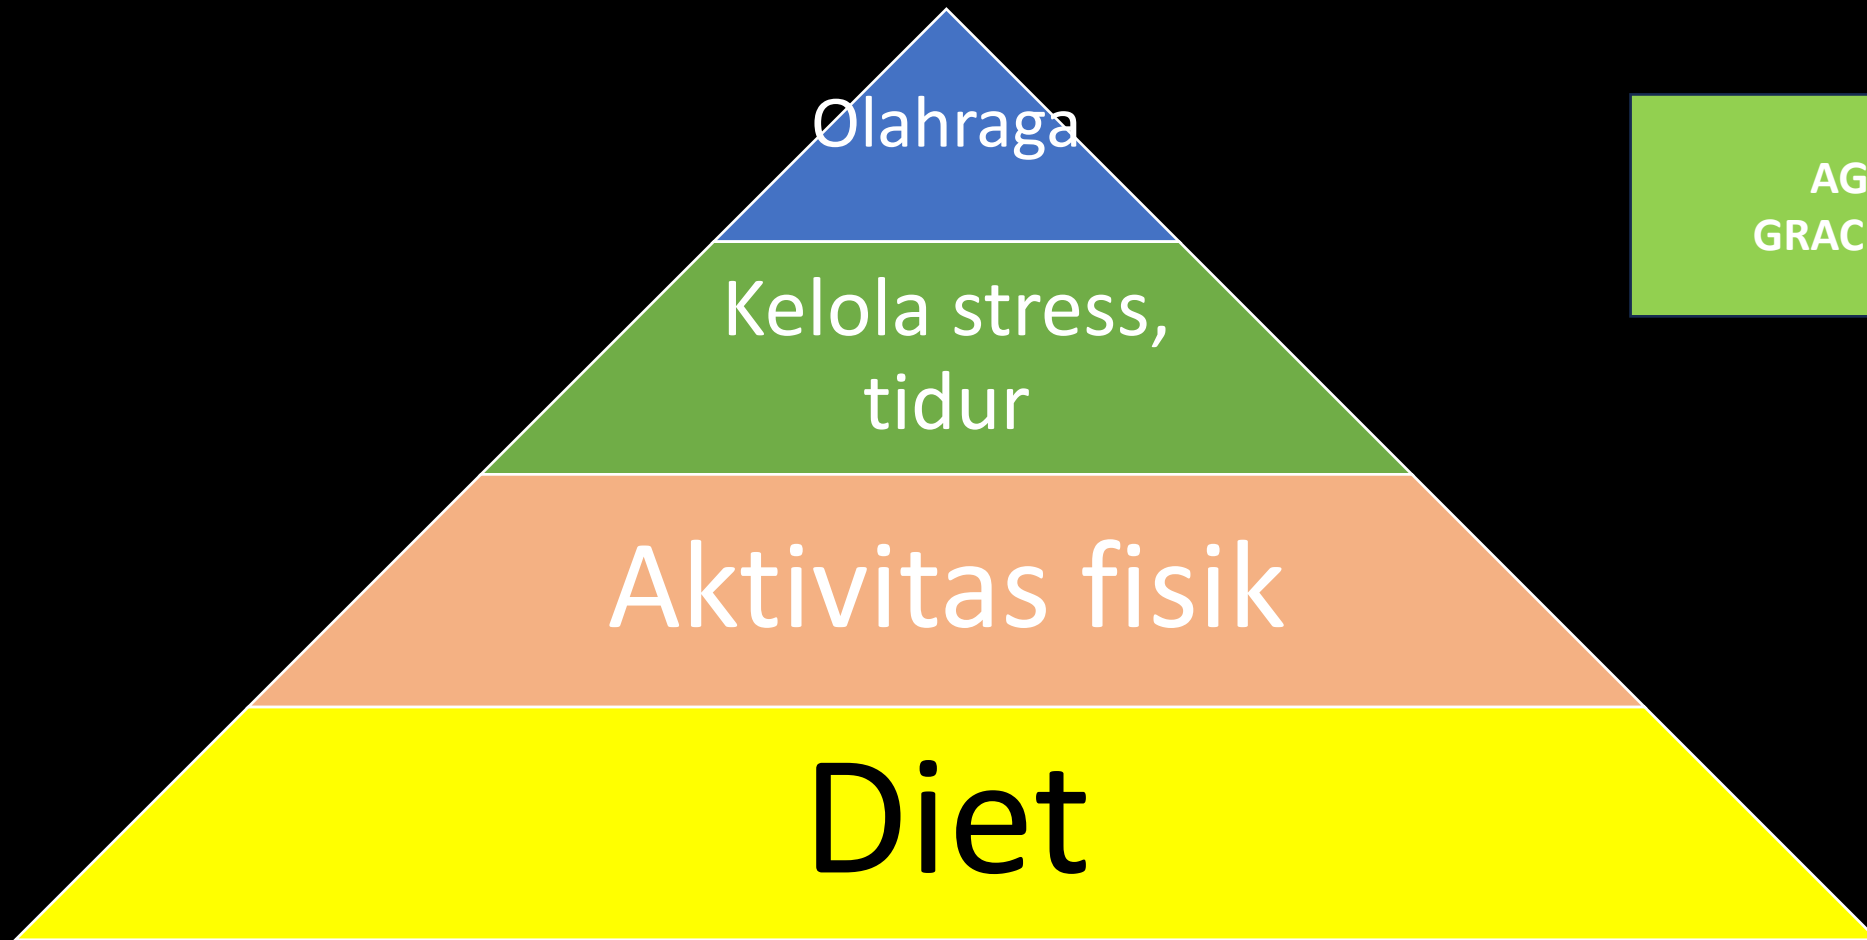 Olahraga
Kelola stress,
tidur
Aktivitas fisik
Diet